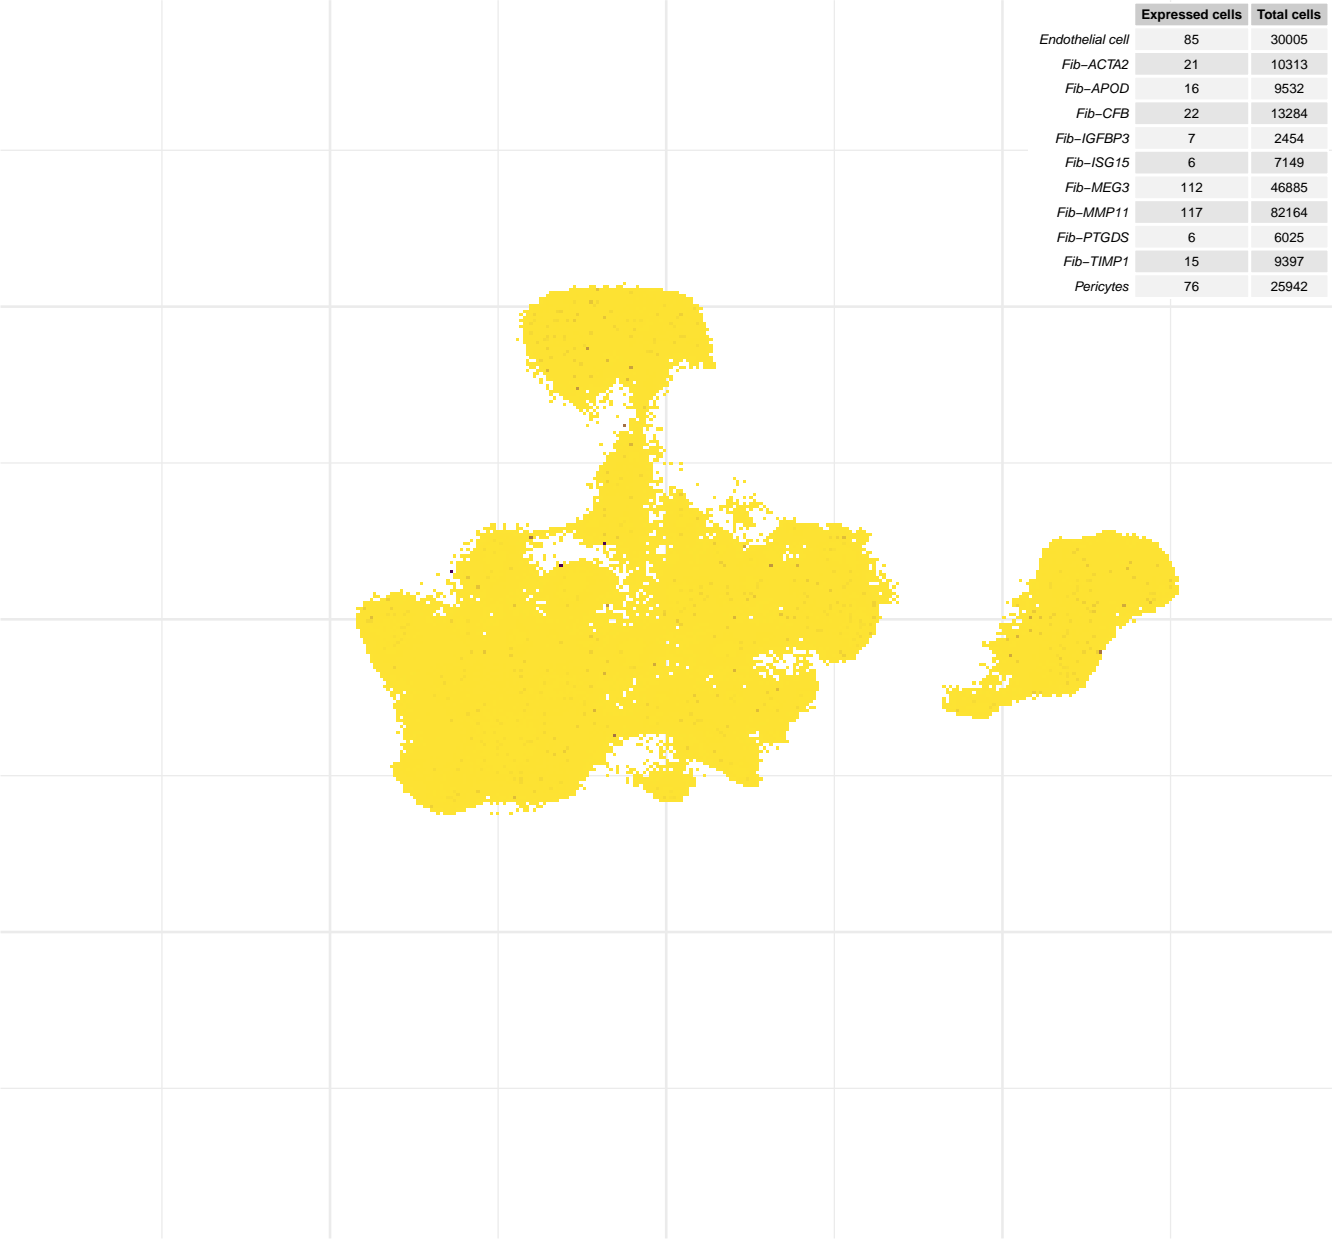 Expressed cells Total cells
Endothelial cell 85 30005
Fib−ACTA2 21 10313
Fib−APOD 16 9532
Fib−CFB 22 13284
Fib−IGFBP3 7 2454
Fib−ISG15 6 7149
Fib−MEG3 112 46885
Fib−MMP11 117 82164
Fib−PTGDS 6 6025
Fib−TIMP1 15 9397
Pericytes 76 25942